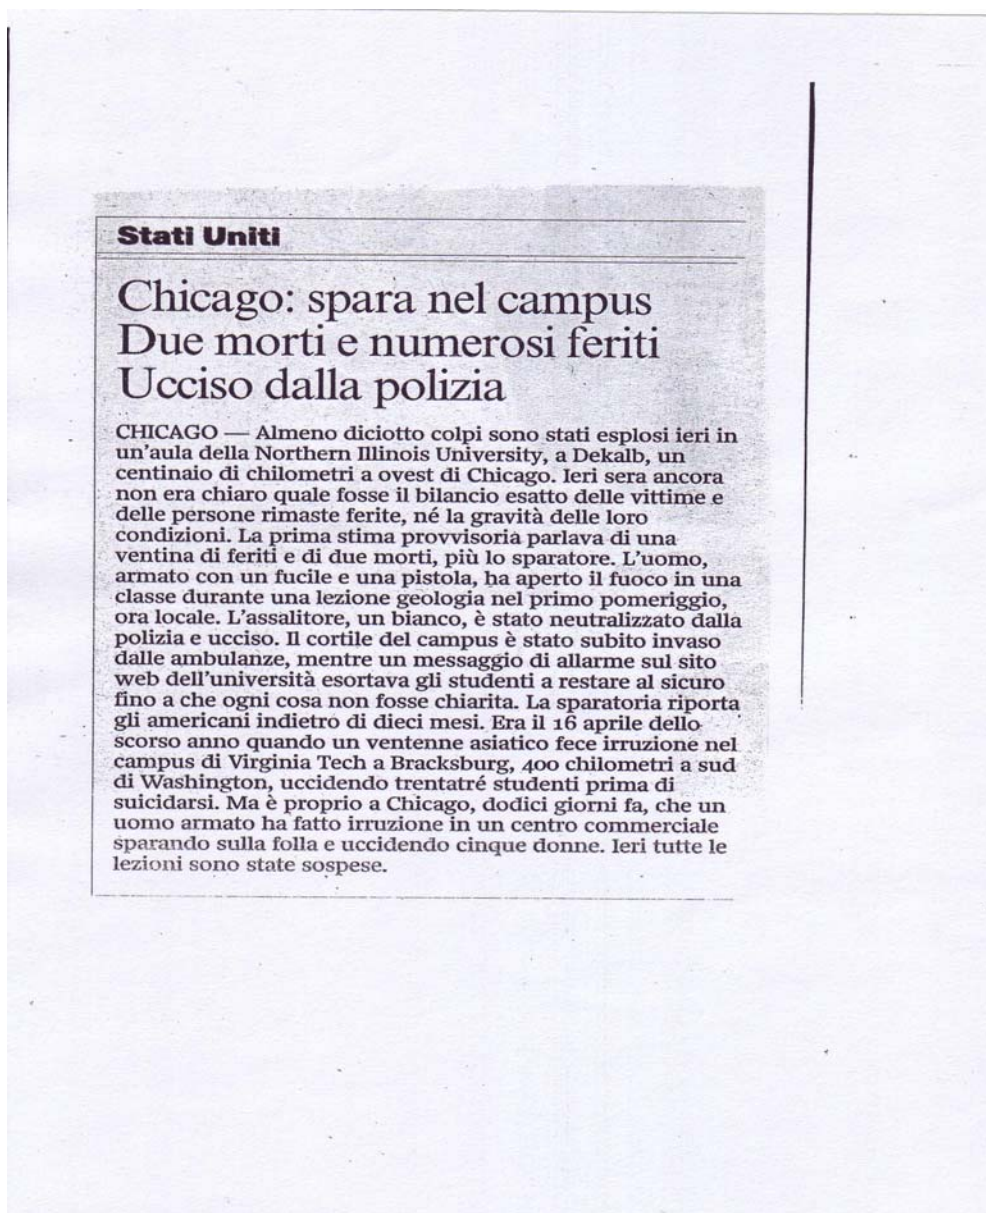 Stati Uniti
Chicago: spara nel campus
Due morti e numerosi feriti
Ucciso dalla polizia
CHICAGO — Almeno diciotto colpi sono stati esplosi ieri in
un'aula della Northern Illinois University, a Dekalb, un
centinaio di chilometri a ovest di Chicago. Ieri sera ancora
non era chiaro quale fosse il bilancio esatto delle vittime e
delle persone rimaste ferite, né la gravità delle loro
condizioni. La prima stima provvisoria parlava di una
ventina di feriti e di due morti, più lo sparatore. L'uomo,
armato con un fucile e una pistola, ha aperto il fuoco in una
classe durante una lezione geologia nel primo pomeriggio,
ora locale. L'assalitore, un bianco, è stato neutralizzato dalla
polizia e ucciso. Il cortile del campus è stato subito invaso
dalle ambulanze, mentre un messaggio di allarme sul sito
web dell'università esortava gli studenti a restare al sicuro
fino a che ogni cosa non fosse chiarita. La sparatoria riporta
gli americani indietro di dieci mesi. Era il 16 aprile dello
scorso anno quando un ventenne asiatico fece irruzione nel
campus di Virginia Tech a Bracksburg, 400 chilometri a sud
di Washington, uccidendo trentatré studenti prima di
suicidarsi. Ma è proprio a Chicago, dodici giorni fa, che un
uomo armato ha fatto irruzione in un centro commerciale
sparando sulla folla e uccidendo cinque donne. Ieri tutte le
lezioni sono state sospese.